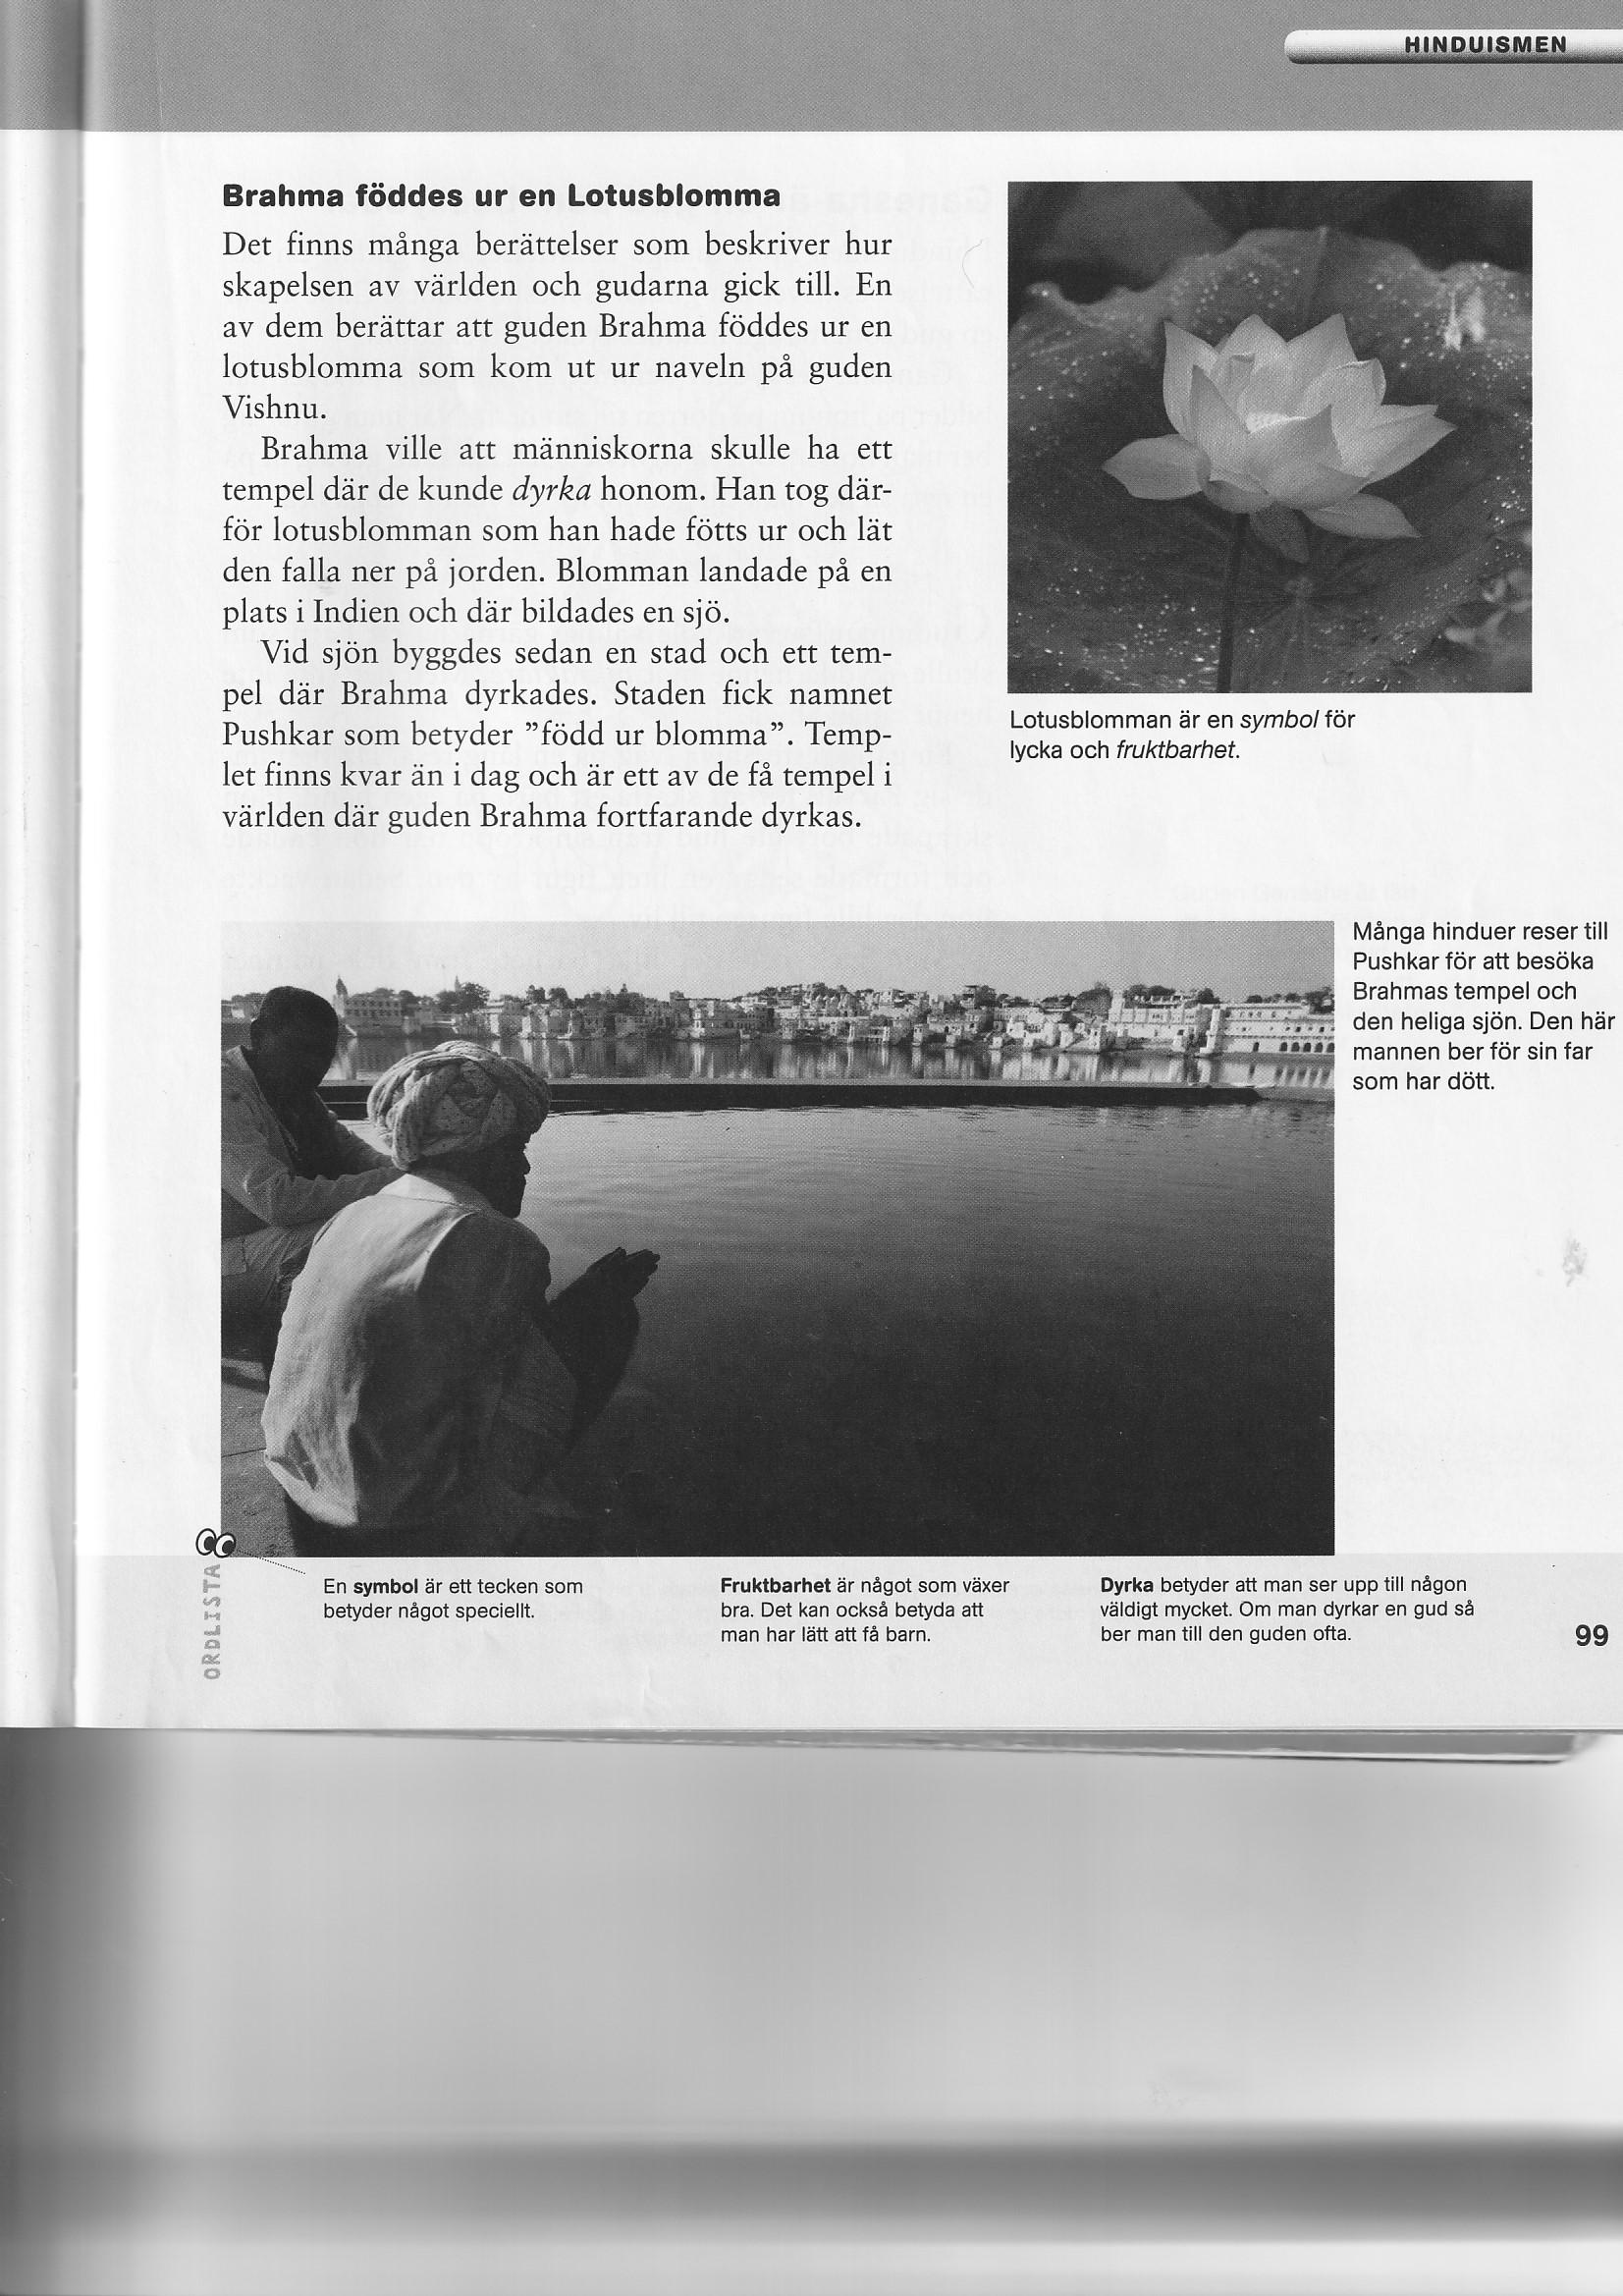 HINDUISMEN
Brahma föddes ur en Lotusblomma
Det finns många berättelser som beskriver hur
skapelsen av världen och gudarna gick till. En
av dem berättar att guden Brahma föddes ur en
lotusblomma som kom ut ur naveln på guden
Vishnu.
Brahma ville att människorna skulle ha ett
tempel där de kunde dyrka honom. Han tog där-
för lotusblomman som han hade fötts ur och lät
den falla ner på jorden. Blomman landade på en
plats i Indien och där bildades en sjö.
Vid sjön byggdes sedan en stad och ett tem-
pel där Brahma dyrkades. Staden fick namnet
Pushkar som betyder ”född ur blomma”. Temp-
let finns kvar än i dag och är ett av de få tempel i
världen där guden Brahma fortfarande dyrkas.
Lotusblomman är en symbol för
lycka och fruktbarhet.
Många hinduer reser till
Pushkar för att besöka
Brahmas tempel och
den heliga sjön. Den här
mannen ber för sin far
som har dött.
ORDLISTA
En symbol är ett tecken som
betyder något speciellt.
Fruktbarhet är något som växer
bra. Det kan också betyda att
man har lätt att få barn.
Dyrka betyder att man ser upp till någon
väldigt mycket. Om man dyrkar en gud så
ber man till den guden ofta.
99